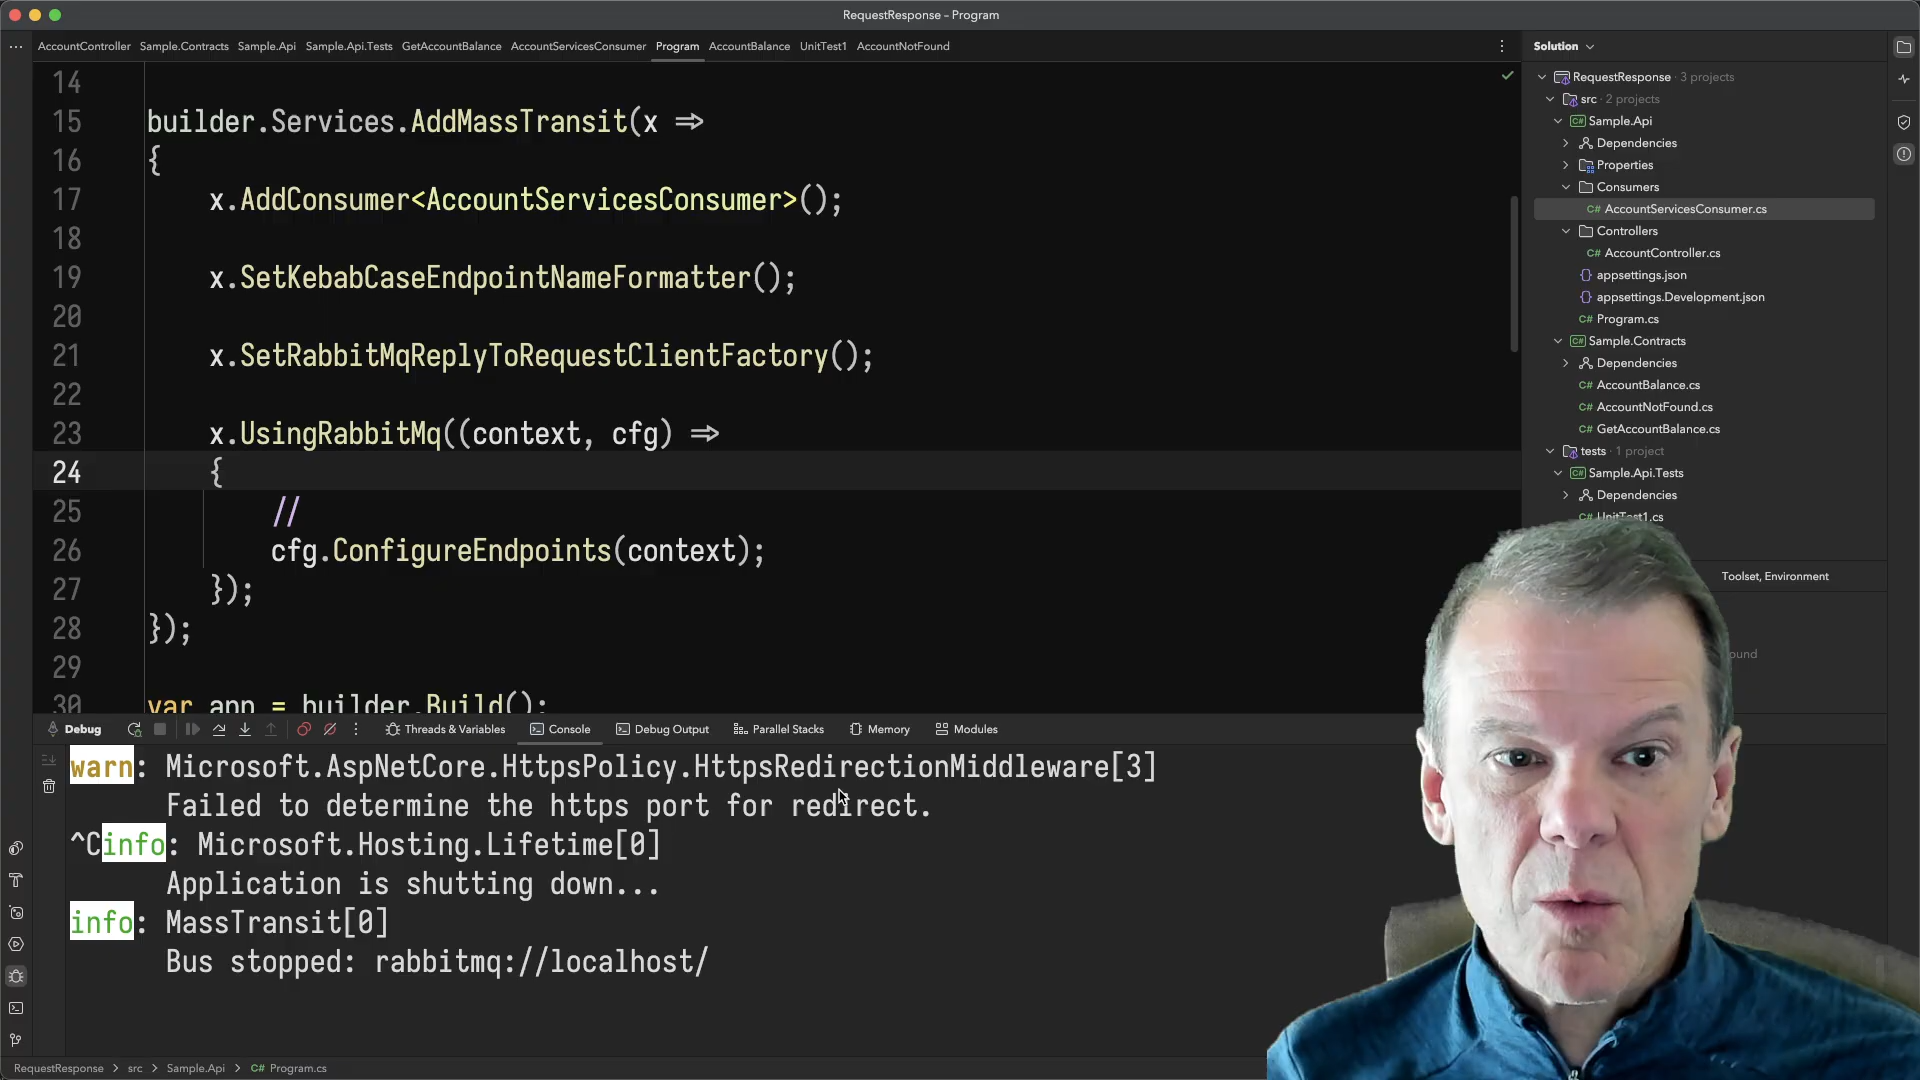 RequestResponse – Program
AccountController Sample.Contracts Sample.Api Sample.Api.Tests GetAccountBalance AccountServicesConsumer Program AccountBalance UnitTest1 AccountNotFound
14
15 builder.Services.AddMassTransit(x =>
16 {
17 x.AddConsumer<AccountServicesConsumer>();
18
19 x.SetKebabCaseEndpointNameFormatter();
20
21 x.SetRabbitMqReplyToRequestClientFactory();
22
23 x.UsingRabbitMq((context, cfg) =>
24 {
25 //
26 cfg.ConfigureEndpoints(context);
27 });
28 });
29
30 var app = builder.Build();
Solution
RequestResponse · 3 projects
src · 2 projects
Sample.Api
Dependencies
Properties
Consumers
C# AccountServicesConsumer.cs
Controllers
C# AccountController.cs
{} appsettings.json
{} appsettings.Development.json
C# Program.cs
Sample.Contracts
Dependencies
C# AccountBalance.cs
C# AccountNotFound.cs
C# GetAccountBalance.cs
tests · 1 project
Sample.Api.Tests
Dependencies
C# UnitTest1.cs
Toolset, Environment
Debug Threads & Variables Console Debug Output Parallel Stacks Memory Modules
warn: Microsoft.AspNetCore.HttpsPolicy.HttpsRedirectionMiddleware[3]
Failed to determine the https port for redirect.
^Cinfo: Microsoft.Hosting.Lifetime[0]
Application is shutting down...
info: MassTransit[0]
Bus stopped: rabbitmq://localhost/
RequestResponse > src > Sample.Api > C# Program.cs